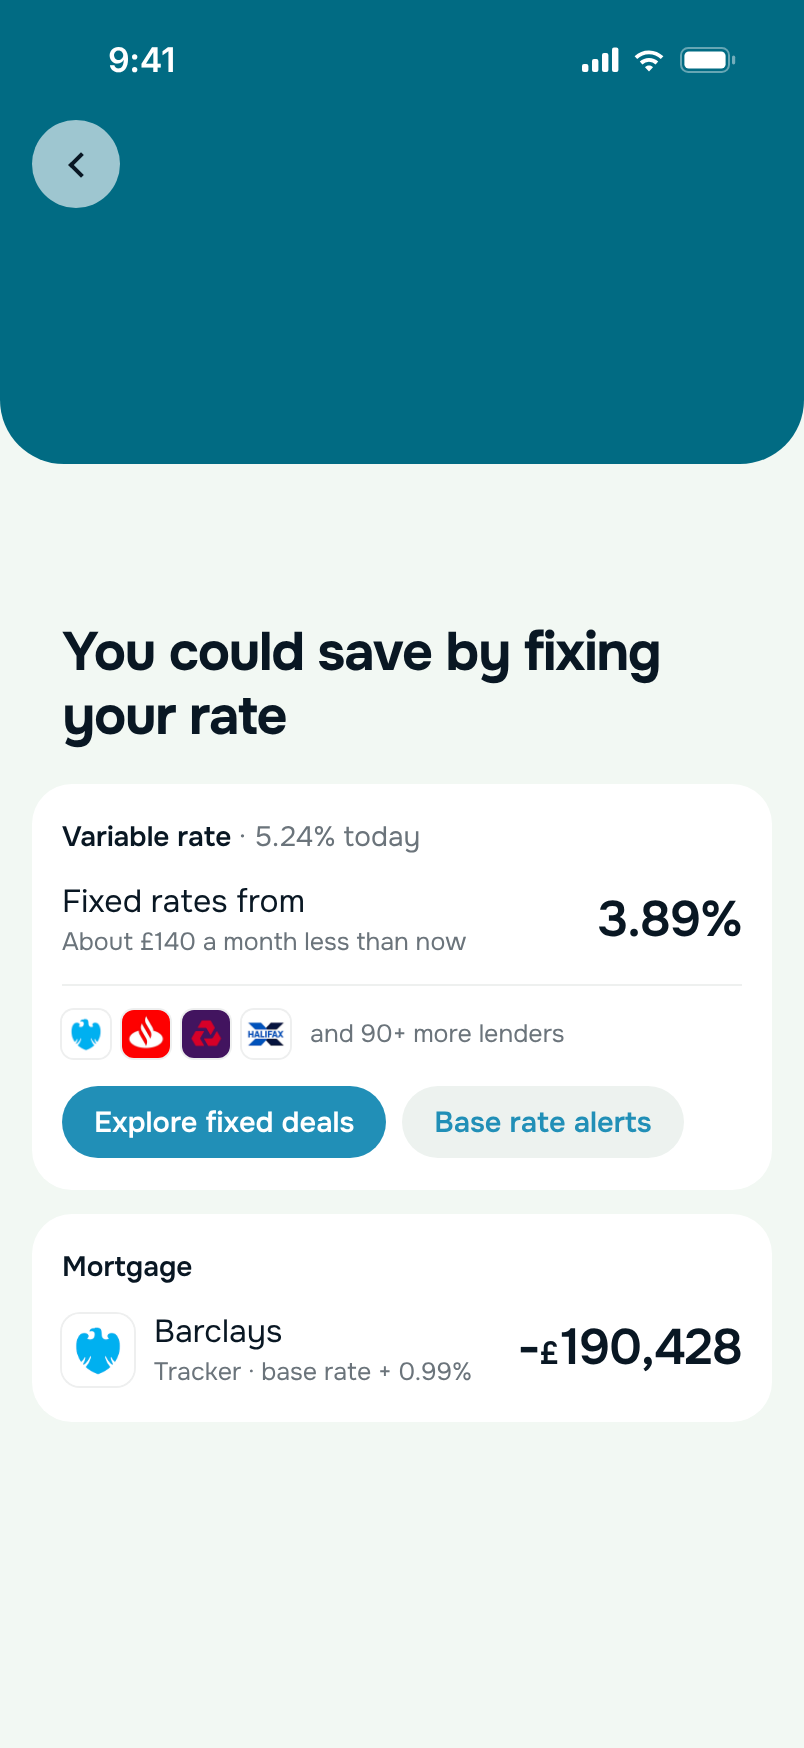 9:41
You could save by fixing
your rate
Variable rate · 5.24% today
Fixed rates from
About £140 a month less than now
3.89%
HALIFAX
and 90+ more lenders
Explore fixed deals
Base rate alerts
Mortgage
Barclays
Tracker · base rate + 0.99%
-£190,428